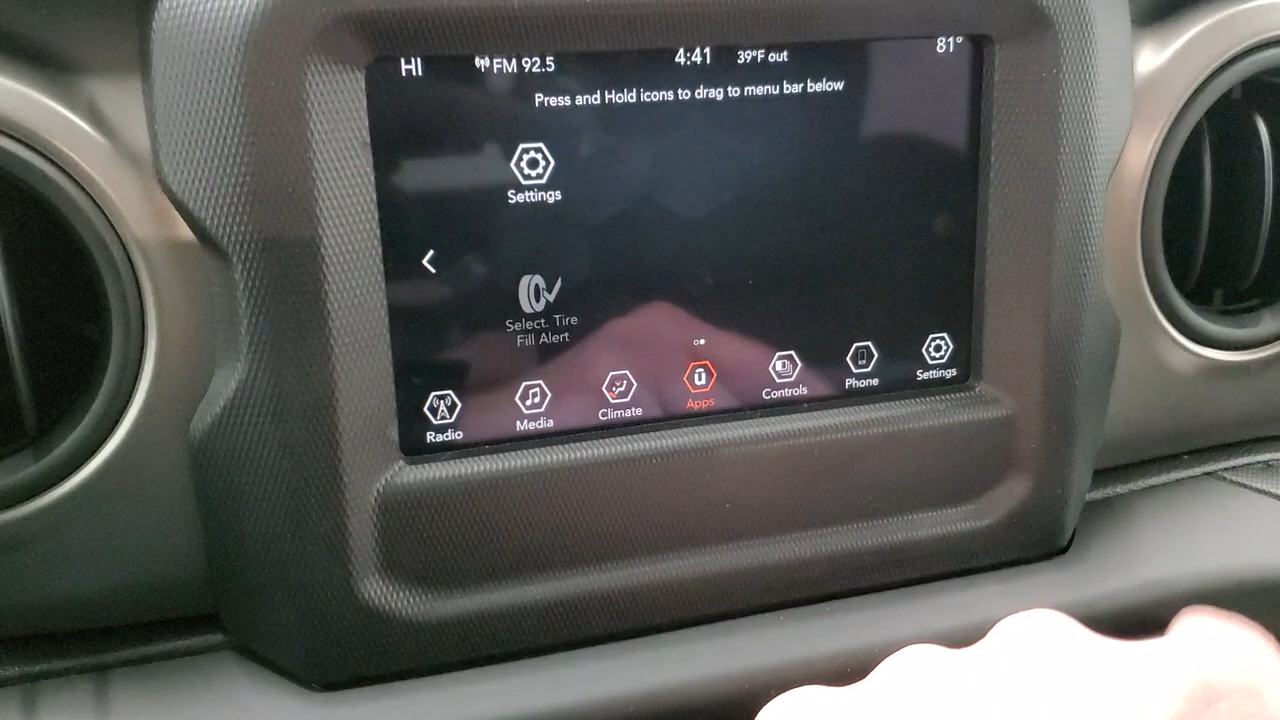 HI FM 92.5 4:41 39°F out 81°
Press and Hold icons to drag to menu bar below
Settings
Select. Tire
Fill Alert
Radio Media Climate Apps Controls Phone Settings